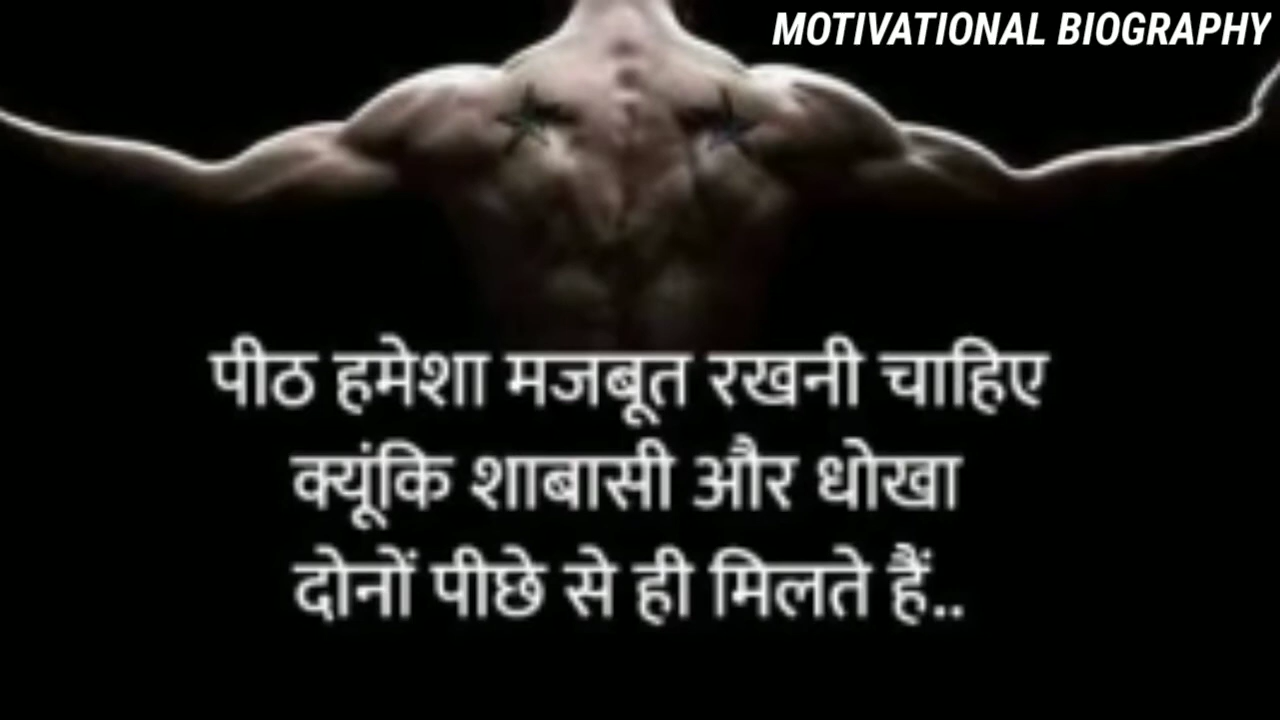 MOTIVATIONAL BIOGRAPHY
पीठ हमेशा मजबूत रखनी चाहिए
क्यूंकि शाबासी और धोखा
दोनों पीछे से ही मिलते हैं..